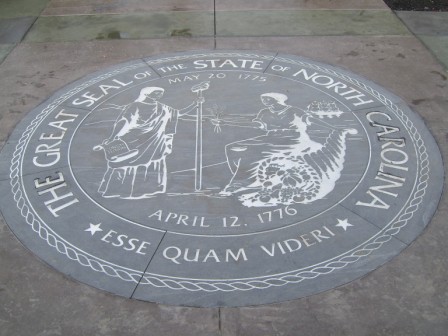 THE GREAT SEAL OF THE STATE OF NORTH CAROLINA
MAY 20 1775
APRIL 12, 1776
ESSE QUAM VIDERI